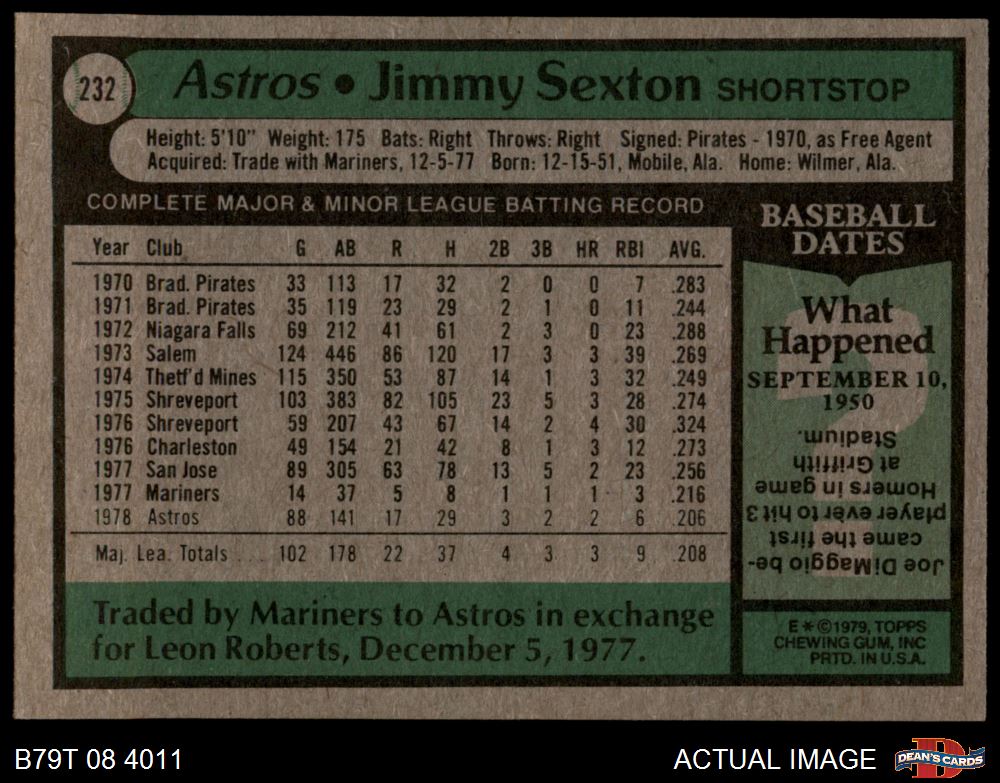 232
Astros • Jimmy Sexton SHORTSTOP
Height: 5'10" Weight: 175 Bats: Right Throws: Right Signed: Pirates - 1970, as Free Agent
Acquired: Trade with Mariners, 12-5-77 Born: 12-15-51, Mobile, Ala. Home: Wilmer, Ala.
COMPLETE MAJOR & MINOR LEAGUE BATTING RECORD
Year Club G AB R H 2B 3B HR RBI AVG.
1970 Brad. Pirates 33 113 17 32 2 0 0 7 .283
1971 Brad. Pirates 35 119 23 29 2 1 0 11 .244
1972 Niagara Falls 69 212 41 61 2 3 0 23 .288
1973 Salem 124 446 86 120 17 3 3 39 .269
1974 Thetf'd Mines 115 350 53 87 14 1 3 32 .249
1975 Shreveport 103 383 82 105 23 5 3 28 .274
1976 Shreveport 59 207 43 67 14 2 4 30 .324
1976 Charleston 49 154 21 42 8 1 3 12 .273
1977 San Jose 89 305 63 78 13 5 2 23 .256
1977 Mariners 14 37 5 8 1 1 1 3 .216
1978 Astros 88 141 17 29 3 2 2 6 .206
Maj. Lea. Totals ... 102 178 22 37 4 3 3 9 .208
Traded by Mariners to Astros in exchange
for Leon Roberts, December 5, 1977.
BASEBALL
DATES
What
Happened
SEPTEMBER 10,
1950
Joe DiMaggio be-
came the first
player ever to hit 3
Homers in game
at Griffith
Stadium.
E*©1979, TOPPS
CHEWING GUM, INC
PRTD. IN U.S.A.
B79T 08 4011
ACTUAL IMAGE
DEAN'S CARDS